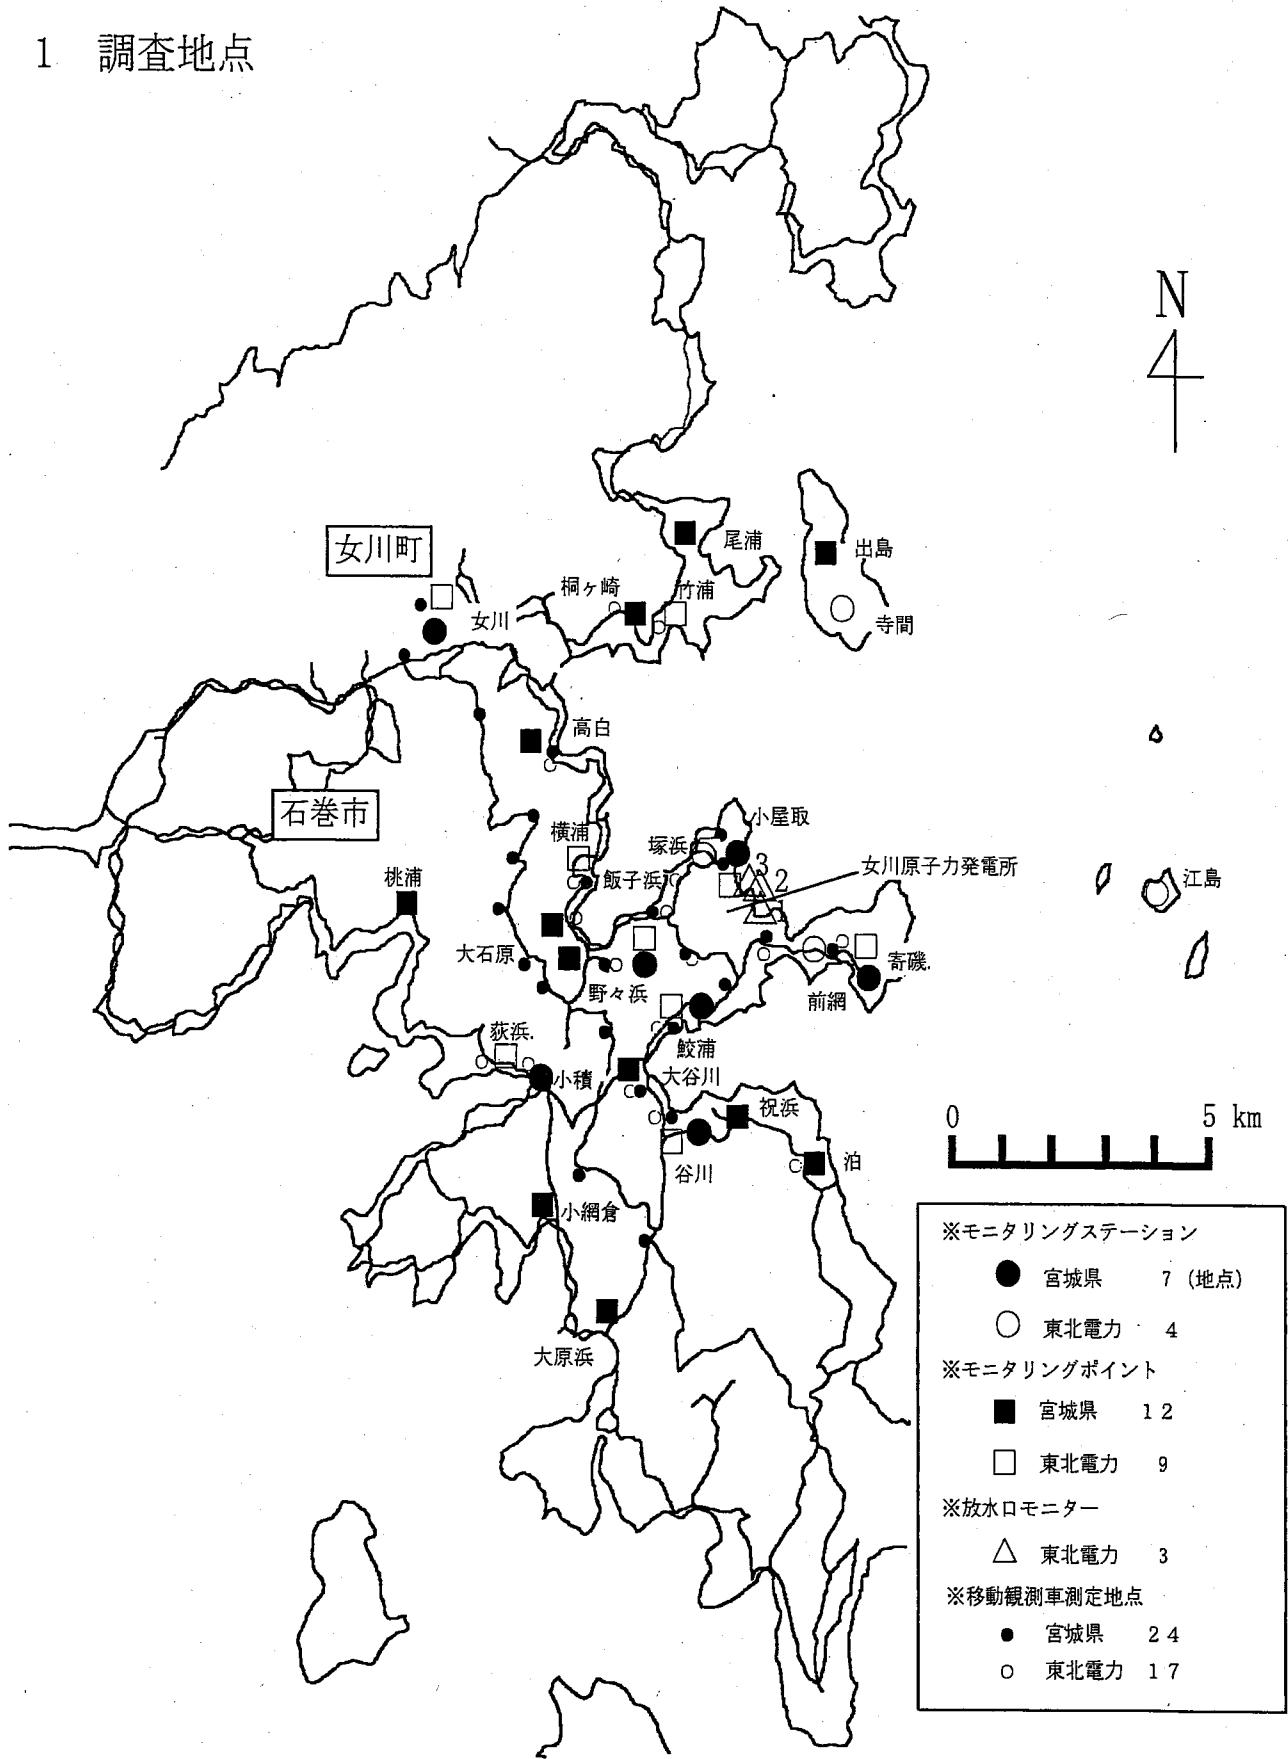 1 調査地点
N
尾浦
出島
女川町
桐ヶ崎
竹浦
女川
寺間
高白
石巻市
小屋取
横浦
塚浜
3
女川原子力発電所
桃浦
飯子浜
2
江島
1
大石原
寄磯.
野々浜
前網
荻浜.
鮫浦
小積
大谷川
祝浜
0 5 km
谷川
泊
小網倉
大原浜
※モニタリングステーション
● 宮城県 7 (地点)
○ 東北電力 4
※モニタリングポイント
■ 宮城県 12
□ 東北電力 9
※放水口モニター
△ 東北電力 3
※移動観測車測定地点
● 宮城県 24
○ 東北電力 17